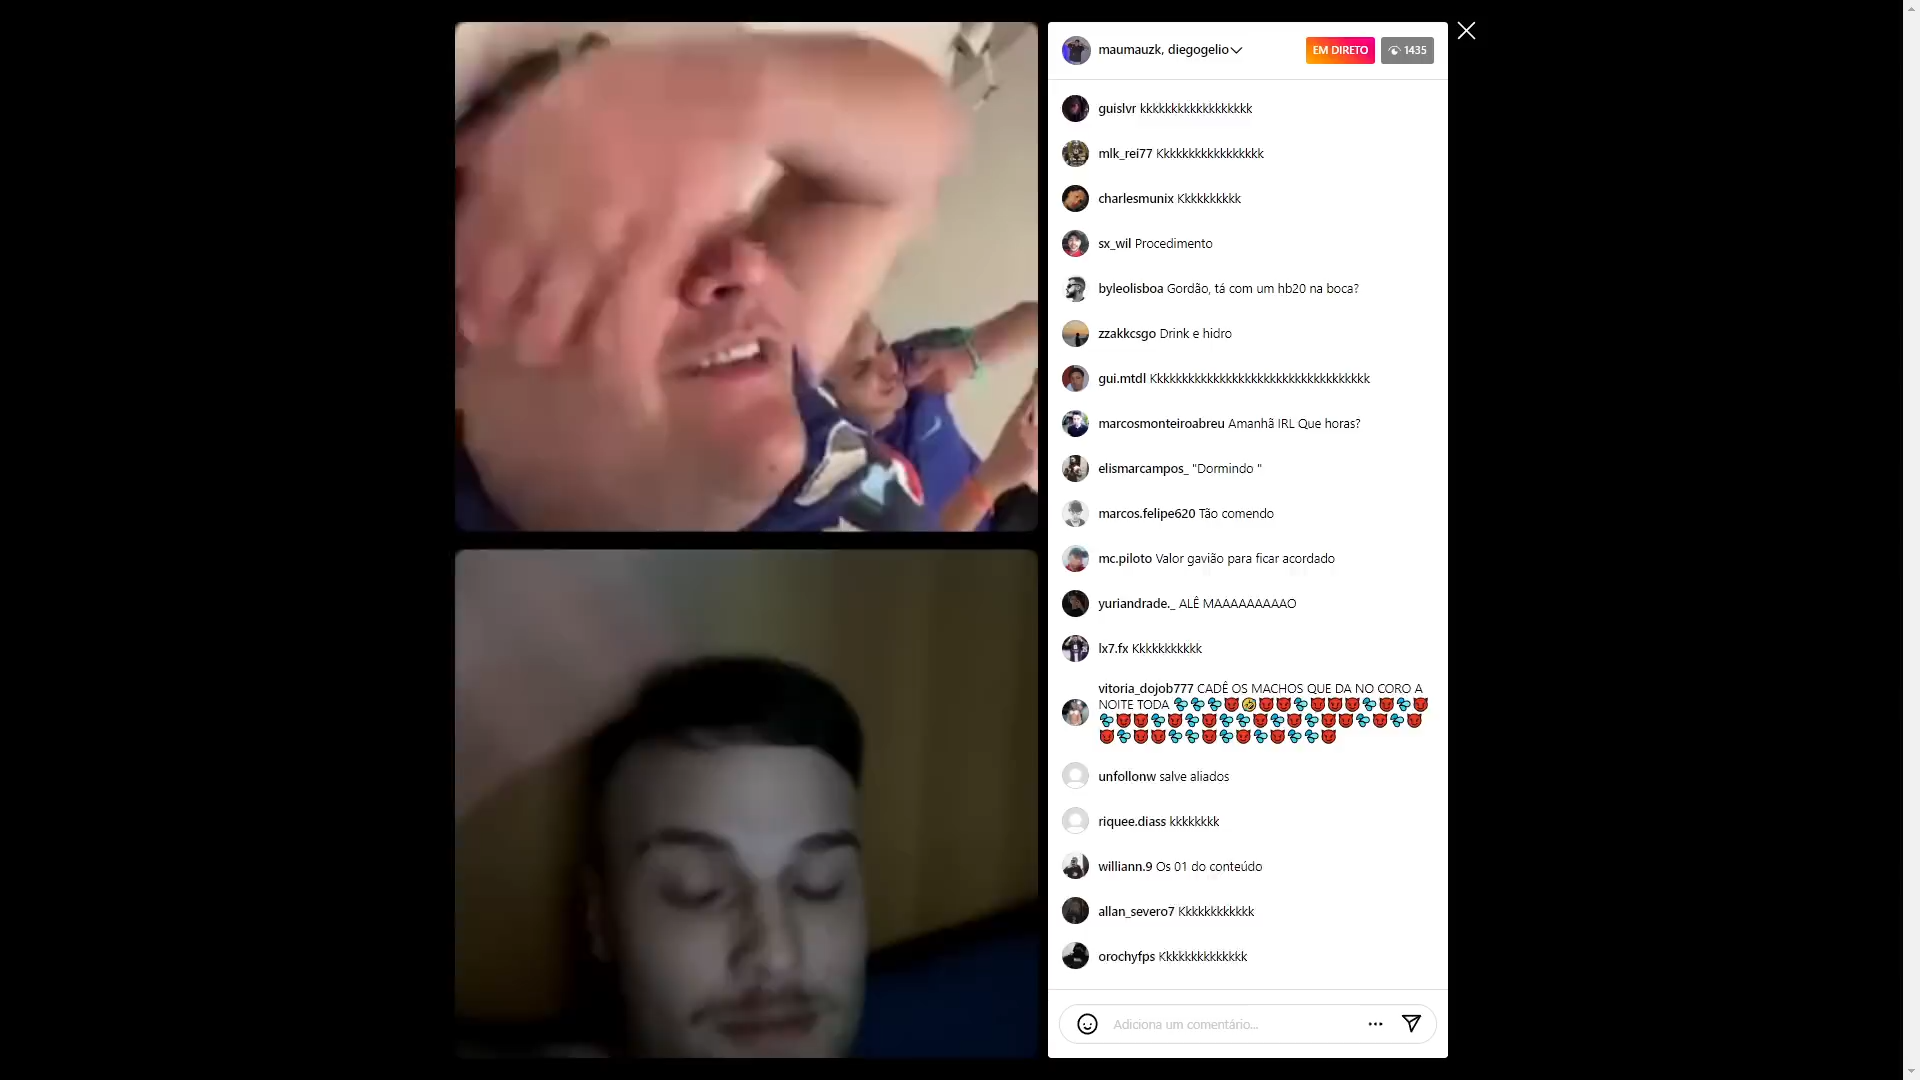 maumauzk, diegogelio
EM DIRETO
1435
guislvr kkkkkkkkkkkkkkkkkk
mlk_rei77 Kkkkkkkkkkkkkkkkk
charlesmunix Kkkkkkkkkk
sx_wil Procedimento
byleolisboa Gordão, tá com um hb20 na boca?
zzakkcsgo Drink e hidro
gui.mtdl Kkkkkkkkkkkkkkkkkkkkkkkkkkkkkkkkkkk
marcosmonteiroabreu Amanhã IRL Que horas?
elismarcampos_ "Dormindo "
marcos.felipe620 Tão comendo
mc.piloto Valor gavião para ficar acordado
yuriandrade._ ALÊ MAAAAAAAAAO
lx7.fx Kkkkkkkkkkk
vitoria_dojob777 CADÊ OS MACHOS QUE DA NO CORO A
NOITE TODA 💦💦💦😈🤣😈😈💦😈😈😈💦😈💦😈
💦😈😈💦😈💦😈💦💦😈💦😈💦😈😈💦😈💦😈
😈💦😈😈💦💦😈💦😈💦😈💦💦😈
unfollonw salve aliados
riquee.diass kkkkkkkk
williann.9 Os 01 do conteúdo
allan_severo7 Kkkkkkkkkkkk
orochyfps Kkkkkkkkkkkkkk
Adiciona um comentário...